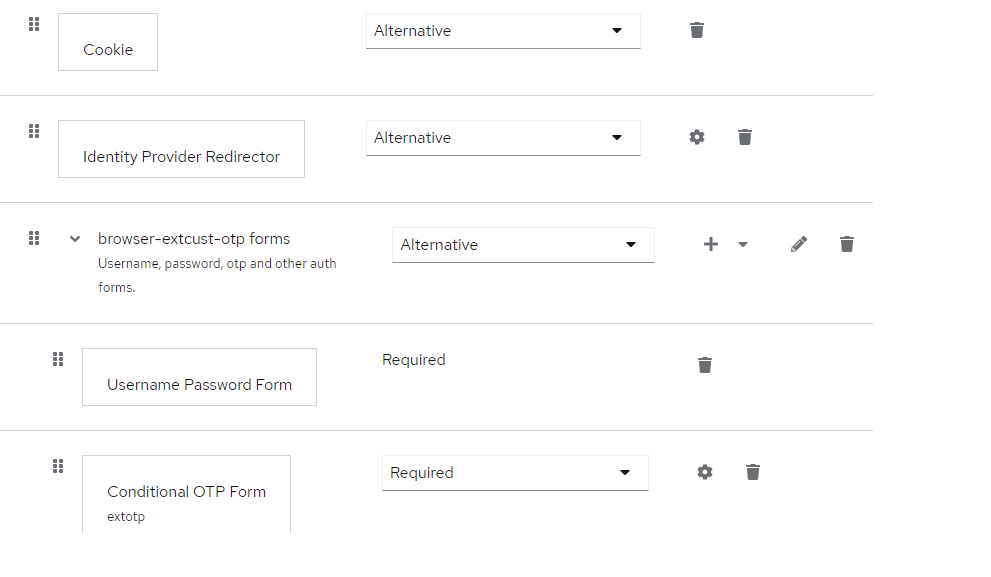 Cookie
Alternative
Identity Provider Redirector
Alternative
browser-extcust-otp forms
Username, password, otp and other auth
forms.
Alternative
Username Password Form
Required
Conditional OTP Form
extotp
Required